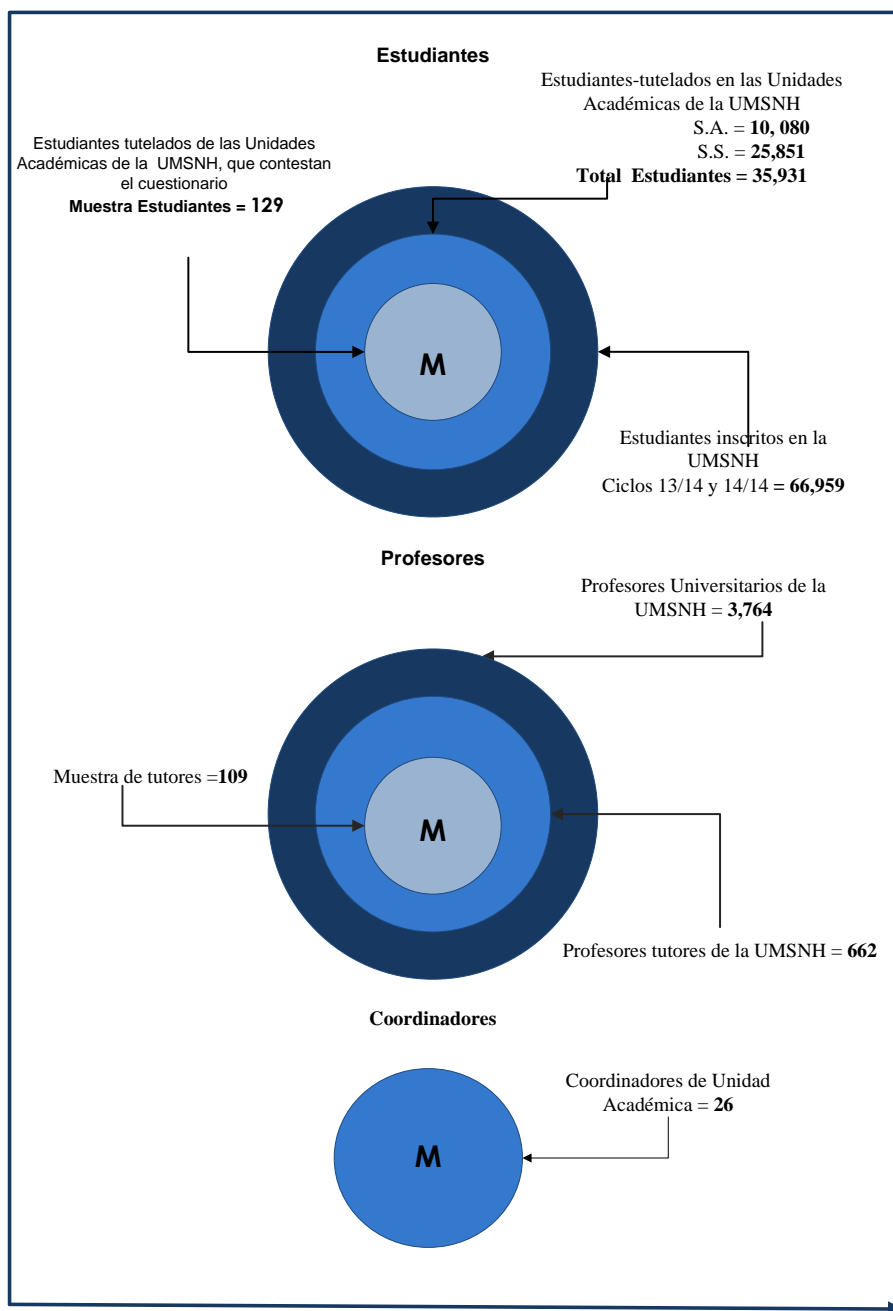 Estudiantes
Estudiantes-tutelados en las Unidades
Académicas de la UMSNH
S.A. = 10, 080
S.S. = 25,851
Total Estudiantes = 35,931
Estudiantes tutelados de las Unidades
Académicas de la UMSNH, que contestan
el cuestionario
Muestra Estudiantes = 129
M
Estudiantes inscritos en la
UMSNH
Ciclos 13/14 y 14/14 = 66,959
Profesores
Profesores Universitarios de la
UMSNH = 3,764
Muestra de tutores =109
M
Profesores tutores de la UMSNH = 662
Coordinadores
Coordinadores de Unidad
Académica = 26
M